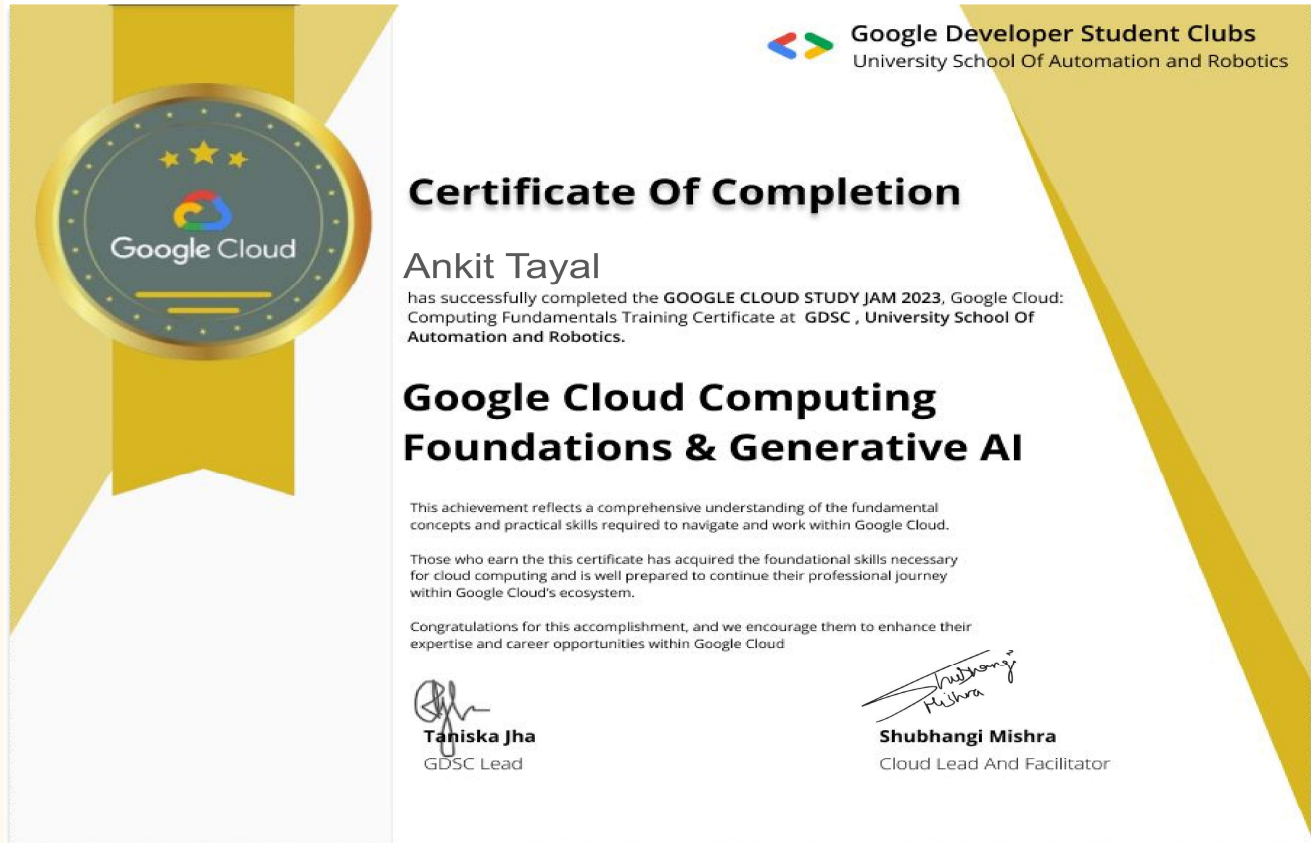 Google Developer Student Clubs
University School Of Automation and Robotics
Google Cloud
Certificate Of Completion
Ankit Tayal
has successfully completed the GOOGLE CLOUD STUDY JAM 2023, Google Cloud:
Computing Fundamentals Training Certificate at GDSC , University School Of
Automation and Robotics.
Google Cloud Computing
Foundations & Generative AI
This achievement reflects a comprehensive understanding of the fundamental
concepts and practical skills required to navigate and work within Google Cloud.
Those who earn the this certificate has acquired the foundational skills necessary
for cloud computing and is well prepared to continue their professional journey
within Google Cloud's ecosystem.
Congratulations for this accomplishment, and we encourage them to enhance their
expertise and career opportunities within Google Cloud
Shubhangi
Mishra
Taniska Jha
GDSC Lead
Shubhangi Mishra
Cloud Lead And Facilitator